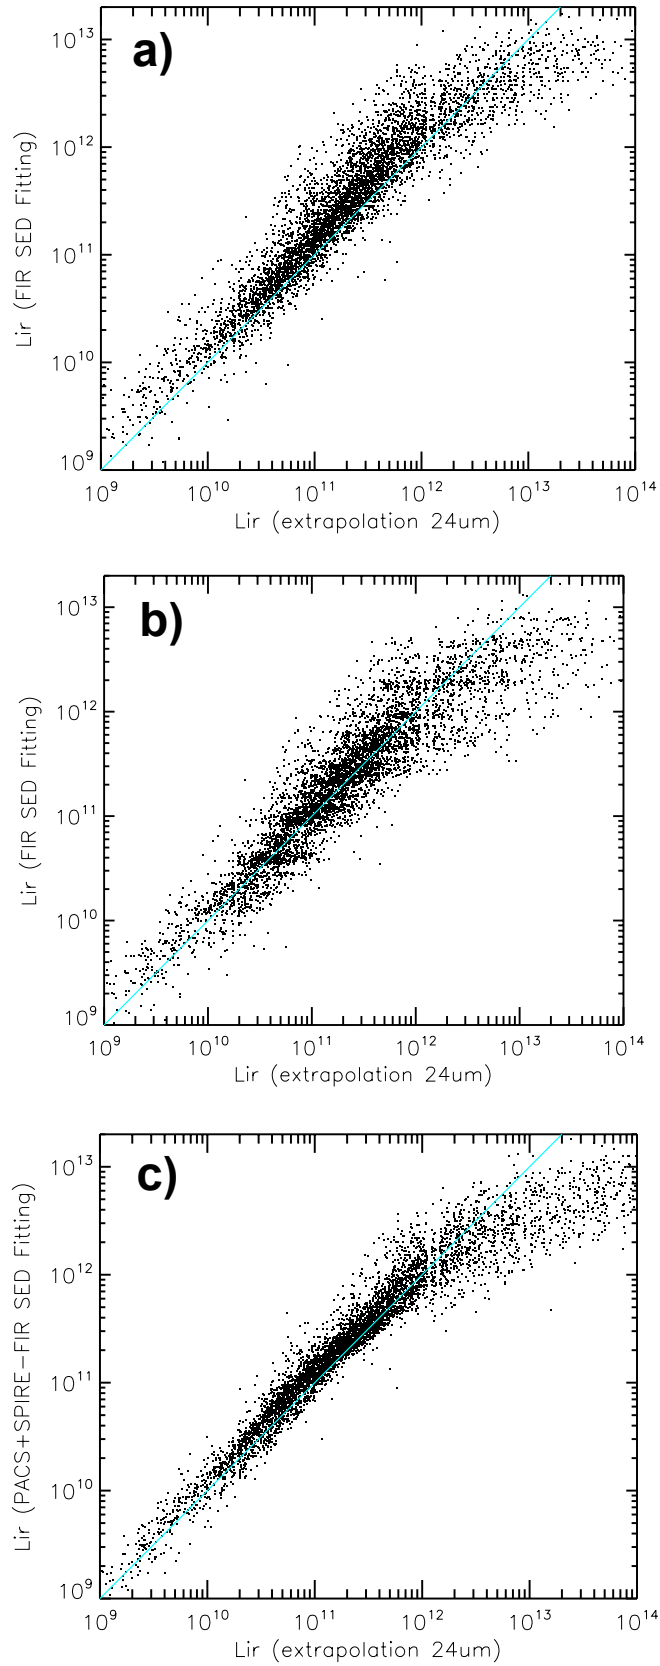 a)
10^13
10^12
10^11
10^10
10^9
Lir (FIR SED Fitting)
10^9 10^10 10^11 10^12 10^13 10^14
Lir (extrapolation 24um)
b)
10^13
10^12
10^11
10^10
10^9
Lir (FIR SED Fitting)
10^9 10^10 10^11 10^12 10^13 10^14
Lir (extrapolation 24um)
c)
10^13
10^12
10^11
10^10
10^9
Lir (PACS+SPIRE-FIR SED Fitting)
10^9 10^10 10^11 10^12 10^13 10^14
Lir (extrapolation 24um)